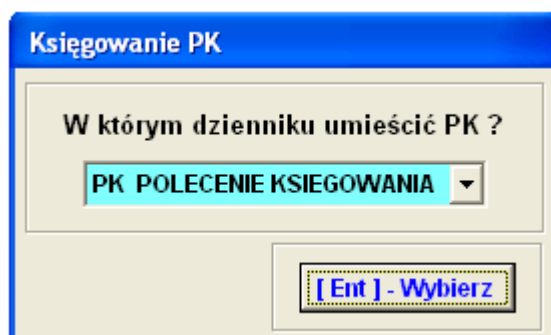 Księgowanie PK
W którym dzienniku umieścić PK ?
PK POLECENIE KSIEGOWANIA
[ Ent ] - Wybierz